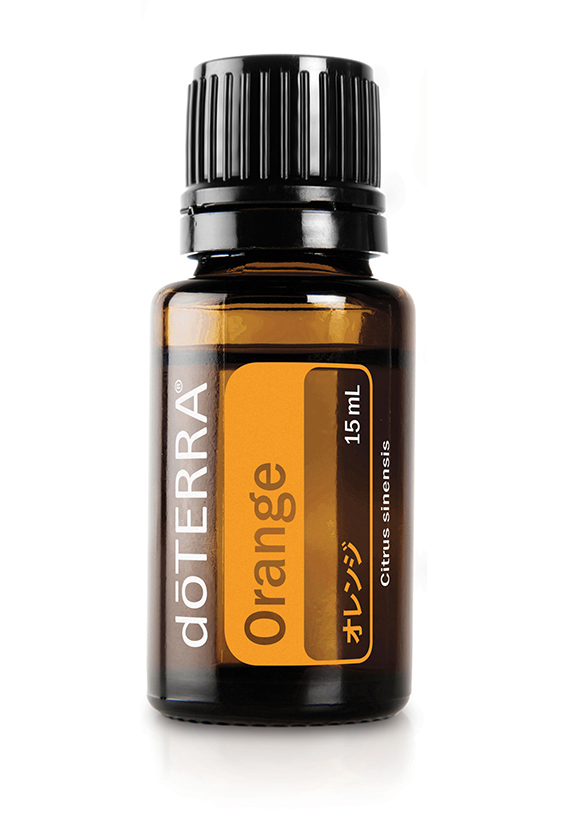 dōTERRA®
Orange
オレンジ 15 mL
Citrus sinensis